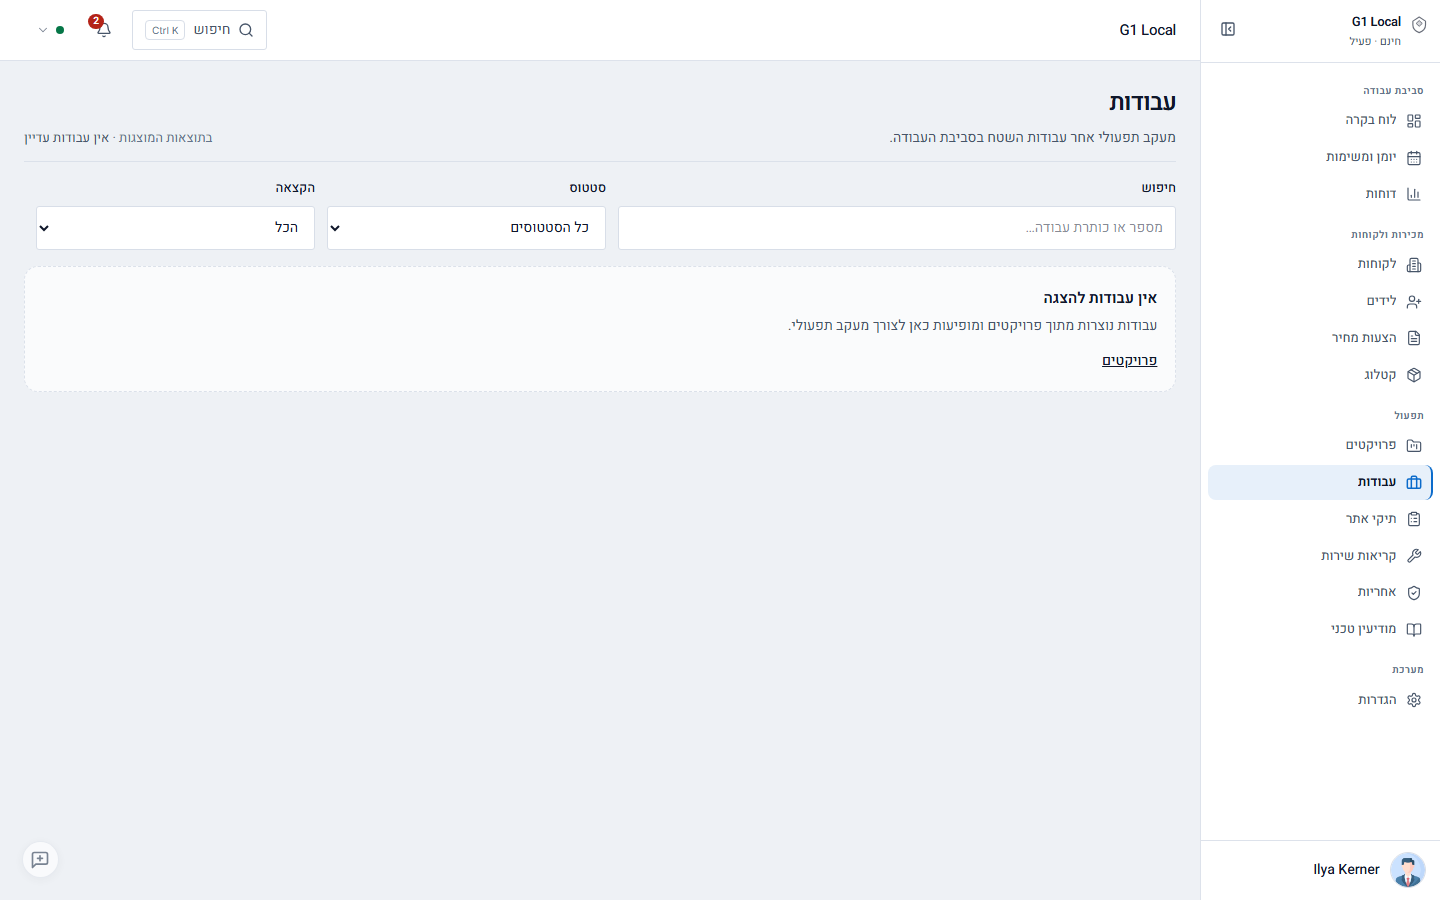 G1 Local
חינם · פעיל
סביבת עבודה
לוח בקרה
יומן ומשימות
דוחות
מכירות ולקוחות
לקוחות
לידים
הצעות מחיר
קטלוג
תפעול
פרויקטים
עבודות
תיקי אתר
קריאות שירות
אחריות
מודיעין טכני
מערכת
הגדרות
Ilya Kerner
G1 Local
חיפוש Ctrl K
2
עבודות
מעקב תפעולי אחר עבודות השטח בסביבת העבודה.
בתוצאות המוצגות · אין עבודות עדיין
חיפוש
מספר או כותרת עבודה...
סטטוס
כל הסטטוסים
הקצאה
הכל
אין עבודות להצגה
עבודות נוצרות מתוך פרויקטים ומופיעות כאן לצורך מעקב תפעולי.
פרויקטים